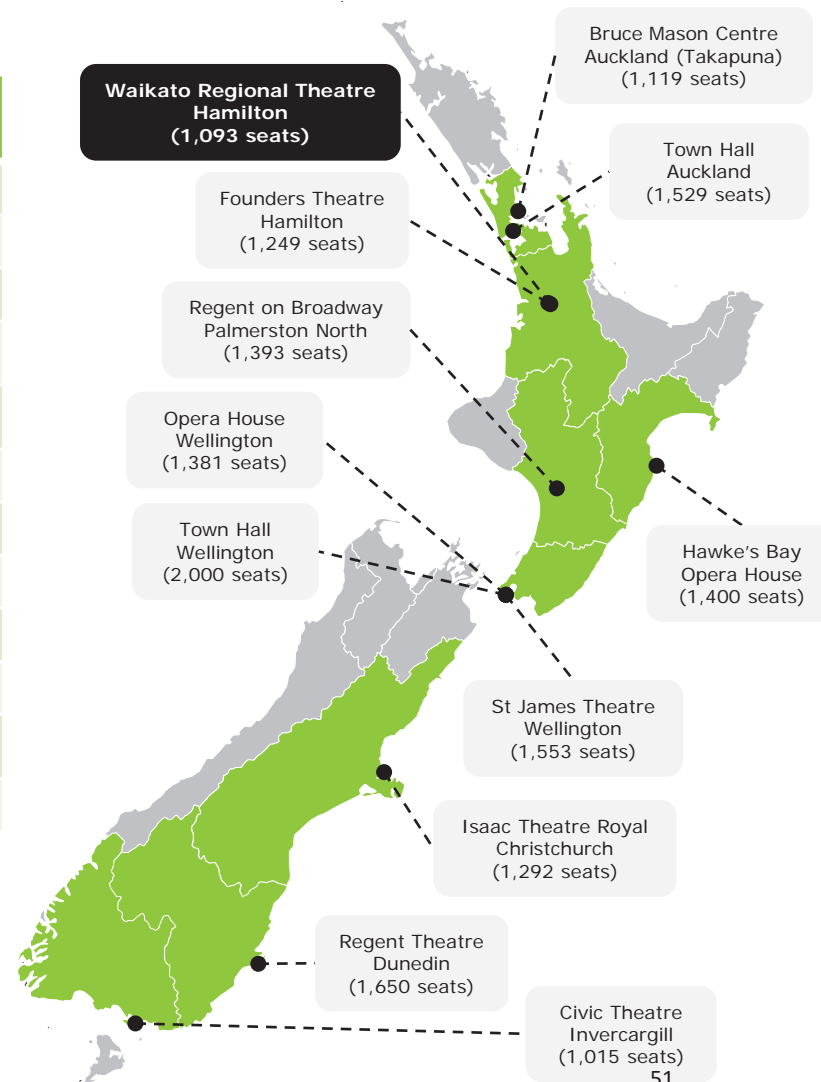 Bruce Mason Centre
Auckland (Takapuna)
(1,119 seats)
Waikato Regional Theatre
Hamilton
(1,093 seats)
Town Hall
Auckland
(1,529 seats)
Founders Theatre
Hamilton
(1,249 seats)
Regent on Broadway
Palmerston North
(1,393 seats)
Opera House
Wellington
(1,381 seats)
Town Hall
Wellington
(2,000 seats)
Hawke's Bay
Opera House
(1,400 seats)
St James Theatre
Wellington
(1,553 seats)
Isaac Theatre Royal
Christchurch
(1,292 seats)
Regent Theatre
Dunedin
(1,650 seats)
Civic Theatre
Invercargill
(1,015 seats)
51